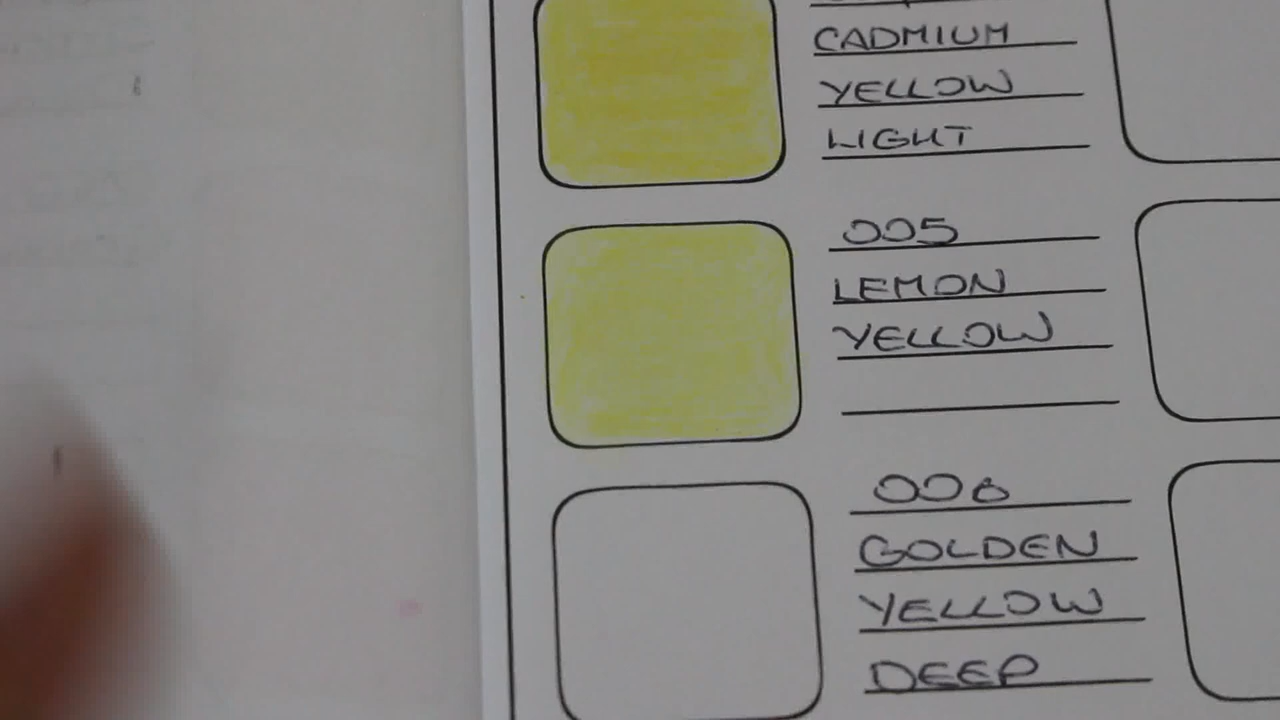 CADMIUM
YELLOW
LIGHT
005
LEMON
YELLOW
006
GOLDEN
YELLOW
DEEP